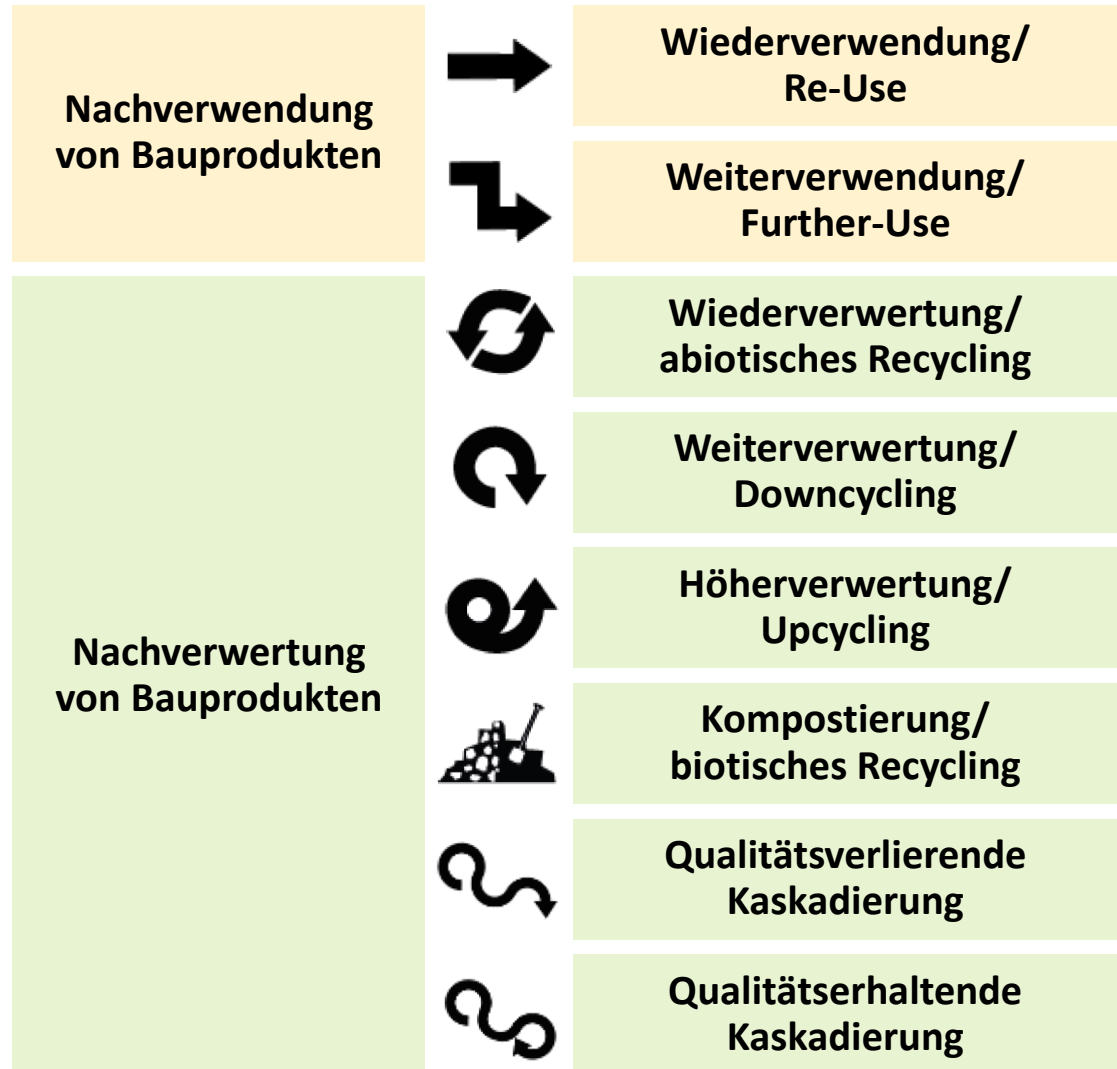 Nachverwendung
von Bauprodukten
Wiederverwendung/
Re-Use
Weiterverwendung/
Further-Use
Nachverwertung
von Bauprodukten
Wiederverwertung/
abiotisches Recycling
Weiterverwertung/
Downcycling
Höherverwertung/
Upcycling
Kompostierung/
biotisches Recycling
Qualitätsverlierende
Kaskadierung
Qualitätserhaltende
Kaskadierung